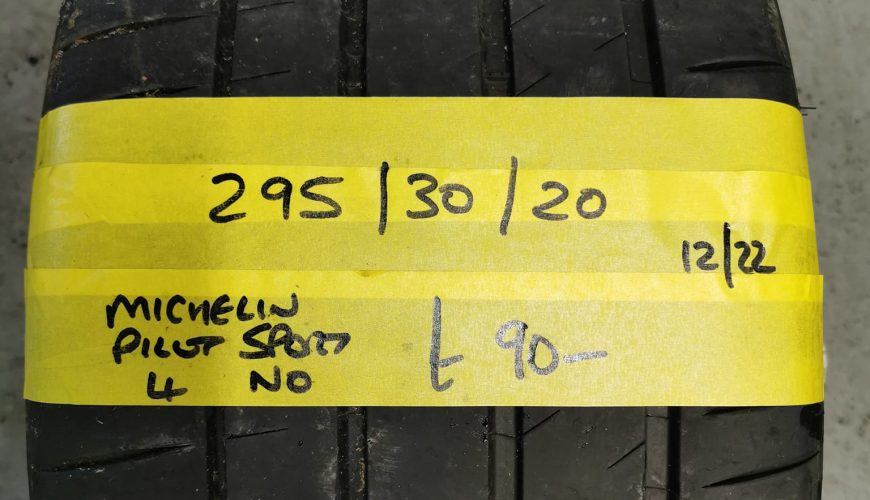 295/30/20
12/22
MICHELIN
PILOT SPORT
4 NO
£ 90-